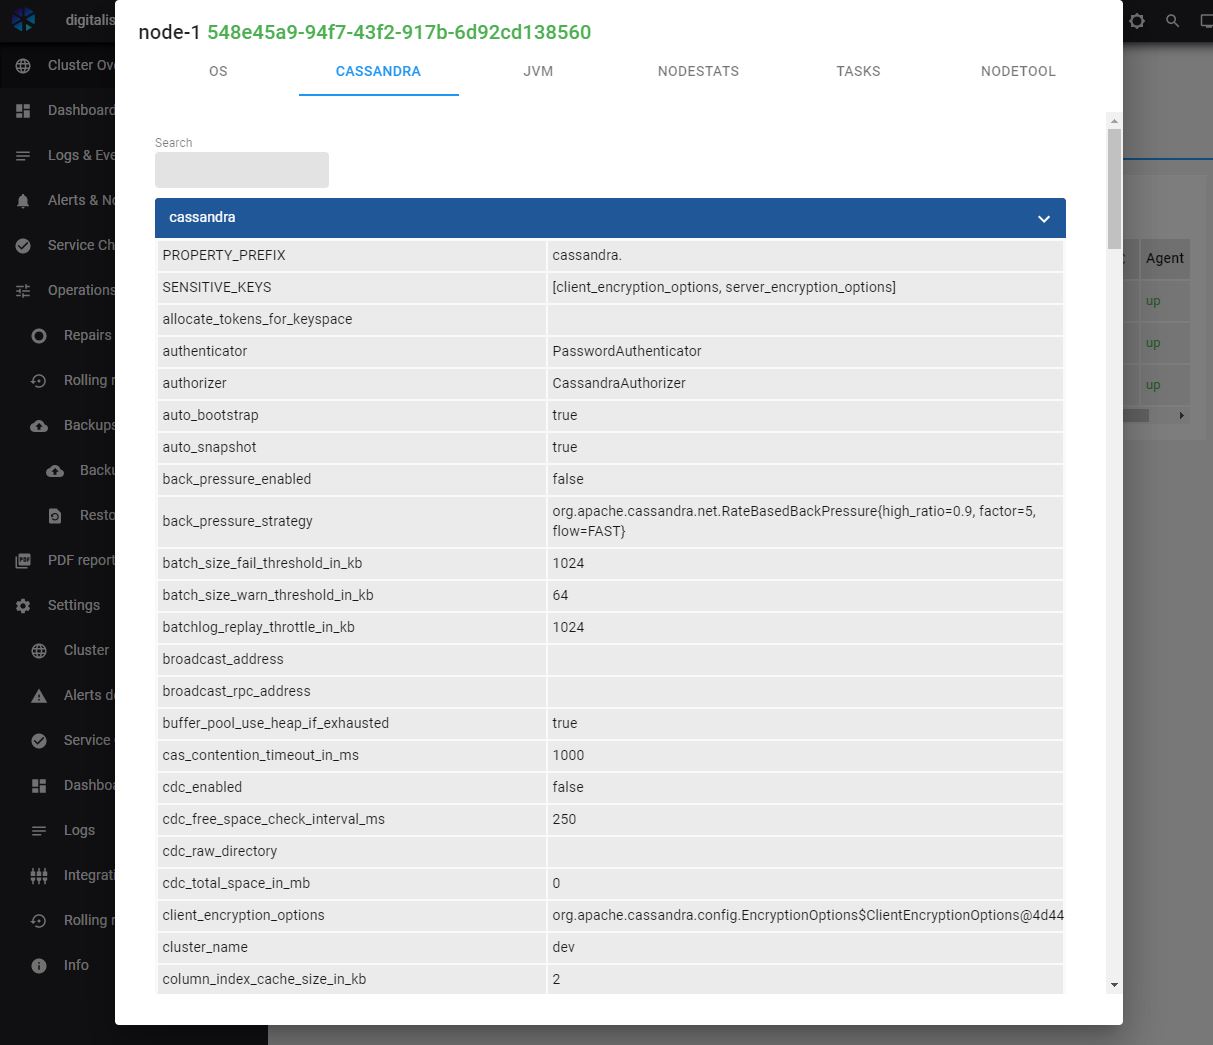 digitalis
node-1 548e45a9-94f7-43f2-917b-6d92cd138560
OS CASSANDRA JVM NODESTATS TASKS NODETOOL
Cluster Ov
Dashboard
Logs & Eve
Alerts & No
Service Ch
Operations
Repairs
Rolling r
Backups
Backu
Resto
PDF report
Settings
Cluster
Alerts de
Service
Dashboa
Logs
Integrati
Rolling r
Info
Search
cassandra
PROPERTY_PREFIX cassandra.
SENSITIVE_KEYS [client_encryption_options, server_encryption_options]
allocate_tokens_for_keyspace
authenticator PasswordAuthenticator
authorizer CassandraAuthorizer
auto_bootstrap true
auto_snapshot true
back_pressure_enabled false
back_pressure_strategy org.apache.cassandra.net.RateBasedBackPressure{high_ratio=0.9, factor=5,
flow=FAST}
batch_size_fail_threshold_in_kb 1024
batch_size_warn_threshold_in_kb 64
batchlog_replay_throttle_in_kb 1024
broadcast_address
broadcast_rpc_address
buffer_pool_use_heap_if_exhausted true
cas_contention_timeout_in_ms 1000
cdc_enabled false
cdc_free_space_check_interval_ms 250
cdc_raw_directory
cdc_total_space_in_mb 0
client_encryption_options org.apache.cassandra.config.EncryptionOptions$ClientEncryptionOptions@4d44
cluster_name dev
column_index_cache_size_in_kb 2
Agent
up
up
up